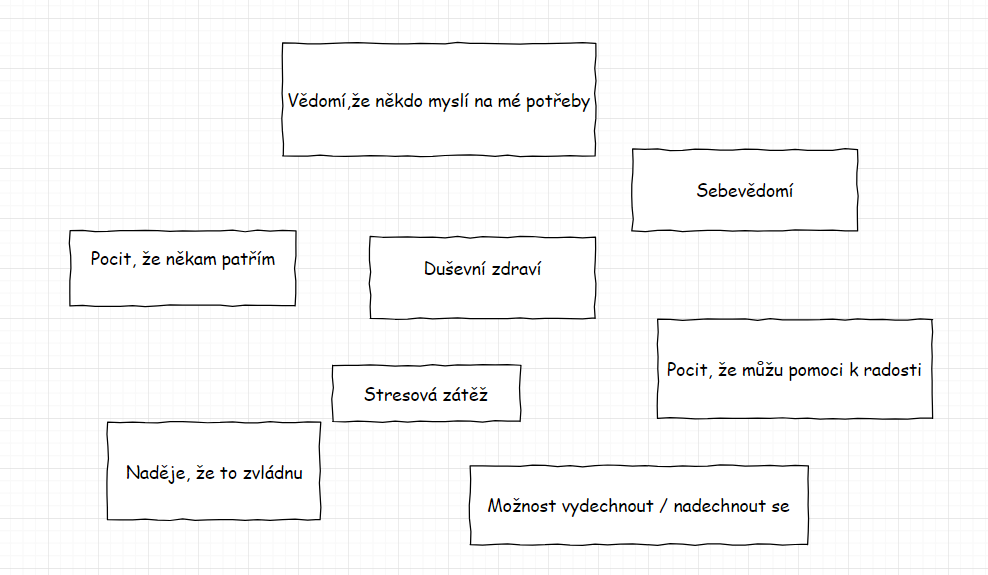 Vědomí,že někdo myslí na mé potřeby
Sebevědomí
Pocit, že někam patřím
Duševní zdraví
Pocit, že můžu pomoci k radosti
Stresová zátěž
Naděje, že to zvládnu
Možnost vydechnout / nadechnout se